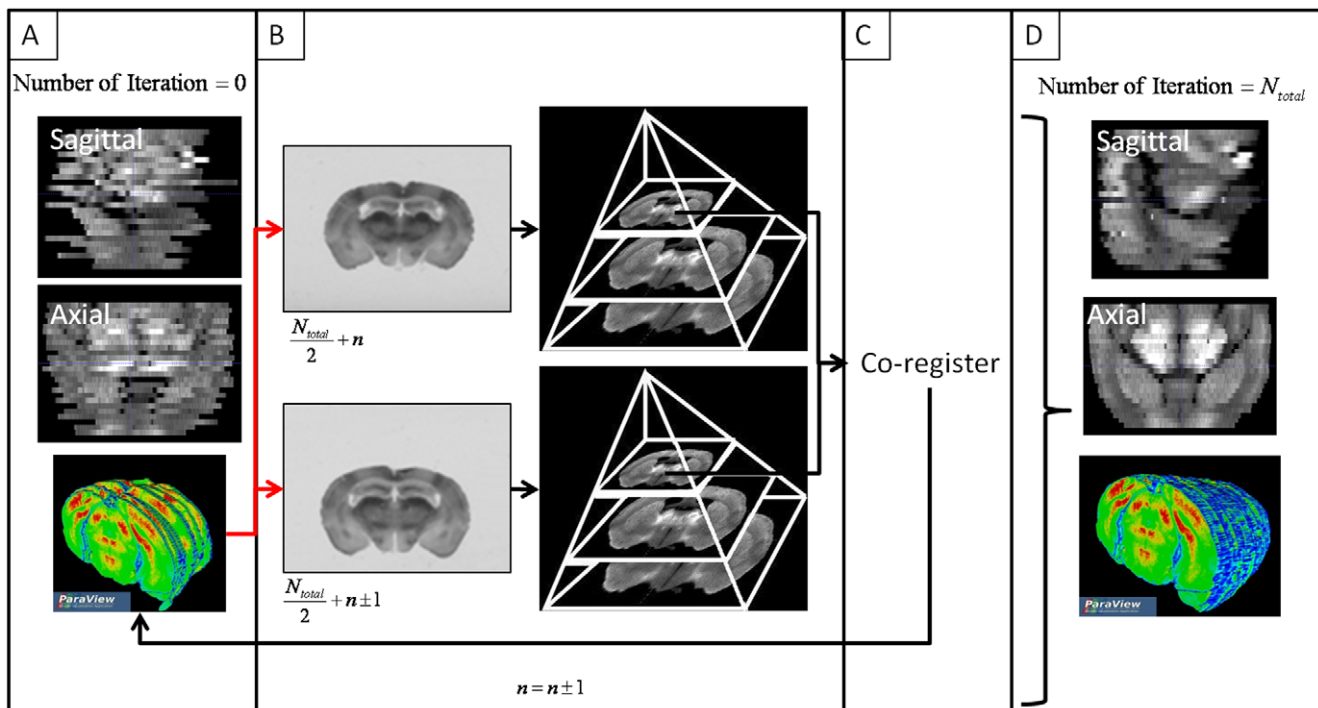 A
Number of Iteration = 0
Sagittal
Axial
ParaView
B
N_total/2 + n
N_total/2 + n±1
n = n±1
C
Co-register
D
Number of Iteration = N_total
Sagittal
Axial
ParaView